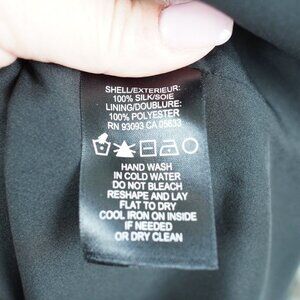 SHELL/EXTERIEUR:
100% SILK/SOIE
LINING/DOUBLURE:
100% POLYESTER
RN 93093 CA 05633
HAND WASH
IN COLD WATER
DO NOT BLEACH
RESHAPE AND LAY
FLAT TO DRY
COOL IRON ON INSIDE
IF NEEDED
OR DRY CLEAN